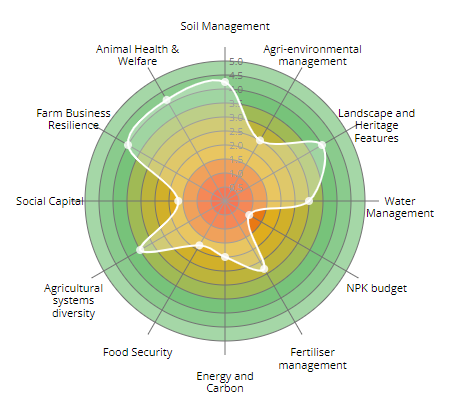 Soil Management
Animal Health &
Welfare
Agri-environmental
management
Farm Business
Resilience
Landscape and
Heritage
Features
Social Capital
Water
Management
Agricultural
systems
diversity
NPK budget
Food Security
Fertiliser
management
Energy and
Carbon
5.0
4.5
4.0
3.5
3.0
2.5
2.0
1.5
1.0
0.5